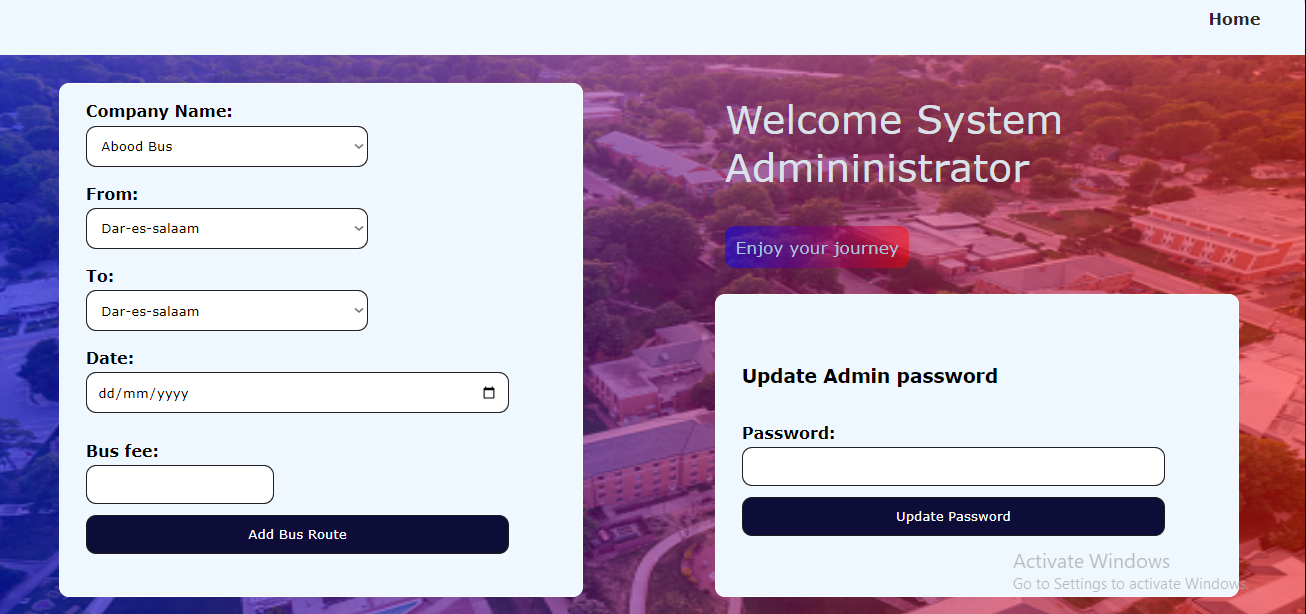 Home
Company Name:
Abood Bus
From:
Dar-es-salaam
To:
Dar-es-salaam
Date:
dd/mm/yyyy
Bus fee:
Add Bus Route
Welcome System
Admininistrator
Enjoy your journey
Update Admin password
Password:
Update Password
Activate Windows
Go to Settings to activate Windows.